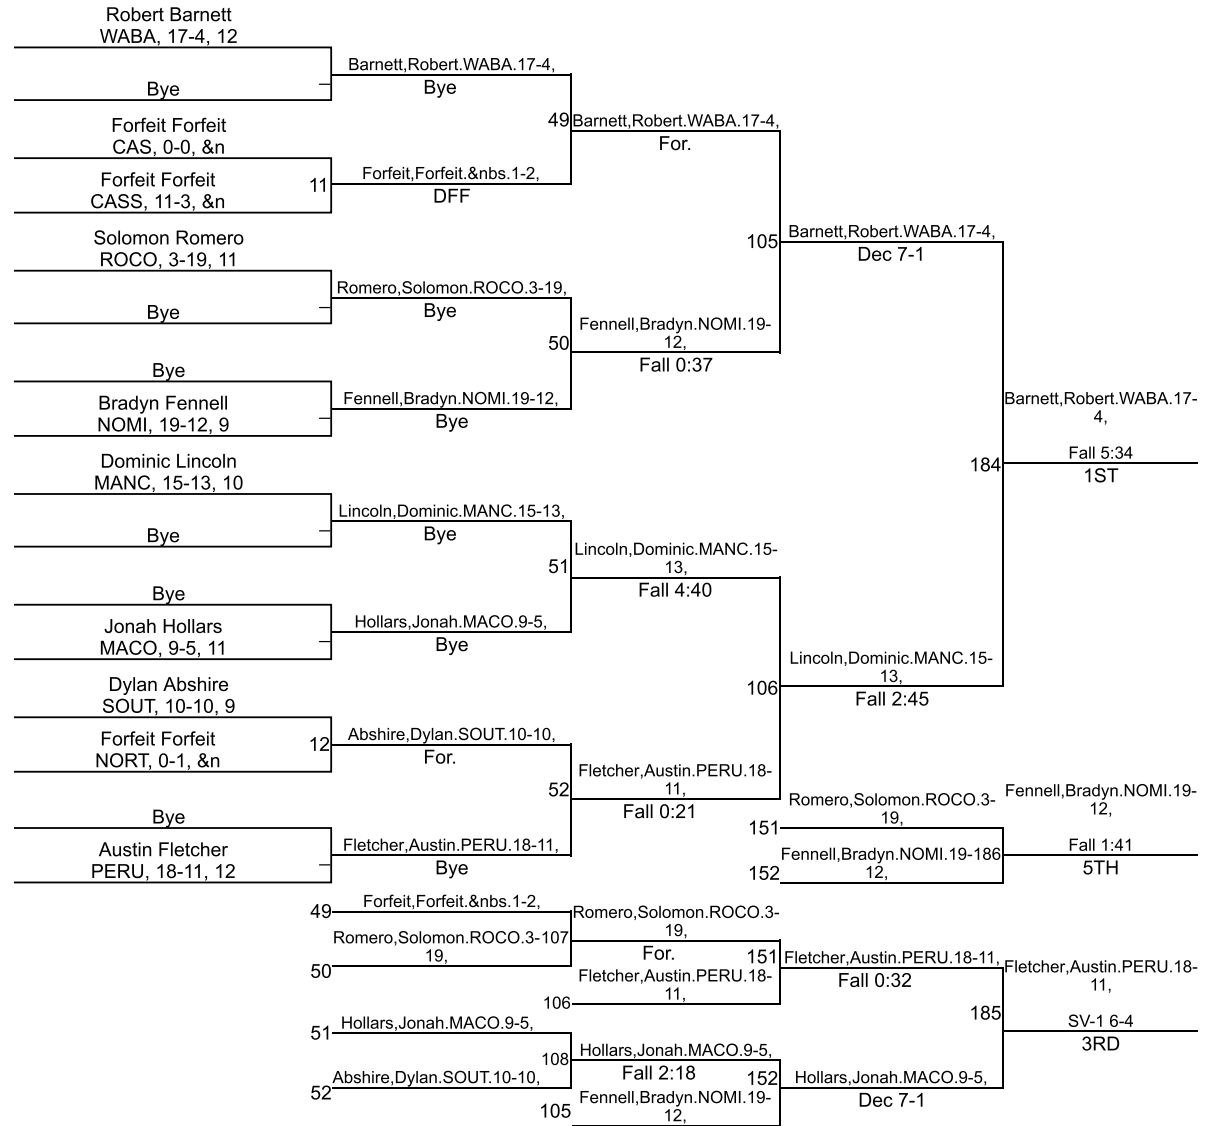 Robert Barnett
WABA, 17-4, 12
Bye
Forfeit Forfeit
CAS, 0-0, &n
Forfeit Forfeit
CASS, 11-3, &n
11
Solomon Romero
ROCO, 3-19, 11
Bye
Bye
Bradyn Fennell
NOMI, 19-12, 9
Dominic Lincoln
MANC, 15-13, 10
Bye
Bye
Jonah Hollars
MACO, 9-5, 11
Dylan Abshire
SOUT, 10-10, 9
Forfeit Forfeit
NORT, 0-1, &n
12
Bye
Austin Fletcher
PERU, 18-11, 12
Barnett,Robert.WABA.17-4,
Bye
49
Forfeit,Forfeit.&nbs.1-2,
DFF
Romero,Solomon.ROCO.3-19,
Bye
50
Fennell,Bradyn.NOMI.19-12,
Bye
Lincoln,Dominic.MANC.15-13,
Bye
51
Hollars,Jonah.MACO.9-5,
Bye
Abshire,Dylan.SOUT.10-10,
For.
52
Fletcher,Austin.PERU.18-11,
Bye
Barnett,Robert.WABA.17-4,
For.
105
Fennell,Bradyn.NOMI.19-
12,
Fall 0:37
Lincoln,Dominic.MANC.15-
13,
Fall 4:40
106
Fletcher,Austin.PERU.18-
11,
Fall 0:21
Barnett,Robert.WABA.17-4,
Dec 7-1
184
Lincoln,Dominic.MANC.15-
13,
Fall 2:45
Barnett,Robert.WABA.17-
4,
Fall 5:34
1ST
151
Romero,Solomon.ROCO.3-
19,
152
Fennell,Bradyn.NOMI.19-
12,
186
Fennell,Bradyn.NOMI.19-
12,
Fall 1:41
5TH
49
Forfeit,Forfeit.&nbs.1-2,
50
Romero,Solomon.ROCO.3-
19,
107
Romero,Solomon.ROCO.3-
19,
For.
106
Fletcher,Austin.PERU.18-
11,
151
Fletcher,Austin.PERU.18-11,
Fall 0:32
51
Hollars,Jonah.MACO.9-5,
52
Abshire,Dylan.SOUT.10-10,
108
Hollars,Jonah.MACO.9-5,
Fall 2:18
105
Fennell,Bradyn.NOMI.19-
12,
152
Hollars,Jonah.MACO.9-5,
Dec 7-1
185
Fletcher,Austin.PERU.18-
11,
SV-1 6-4
3RD